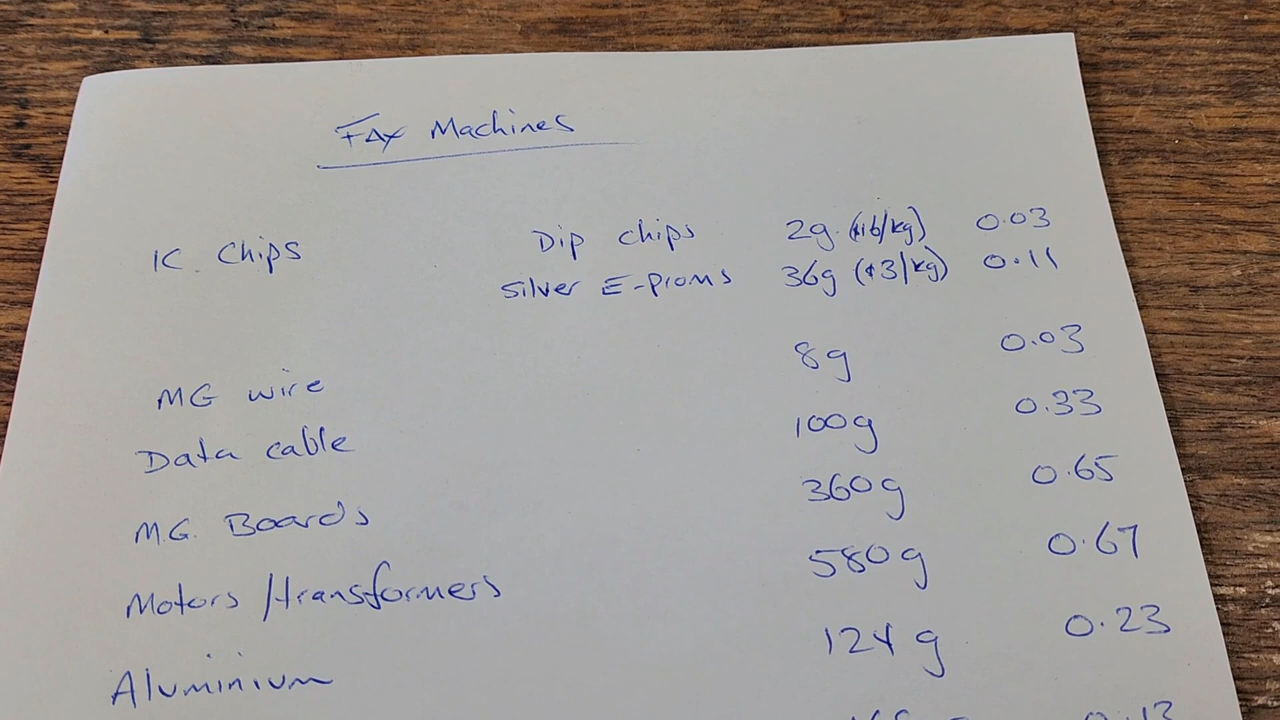 FAX Machines
IC Chips Dip chips 2g ($16/kg) 0.03
silver E-Proms 36g ($3/kg) 0.11
MG wire 8g 0.03
Data cable 100g 0.33
M.G. Boards 360g 0.65
Motors/transformers 580g 0.67
Aluminium 124g 0.23
0.13